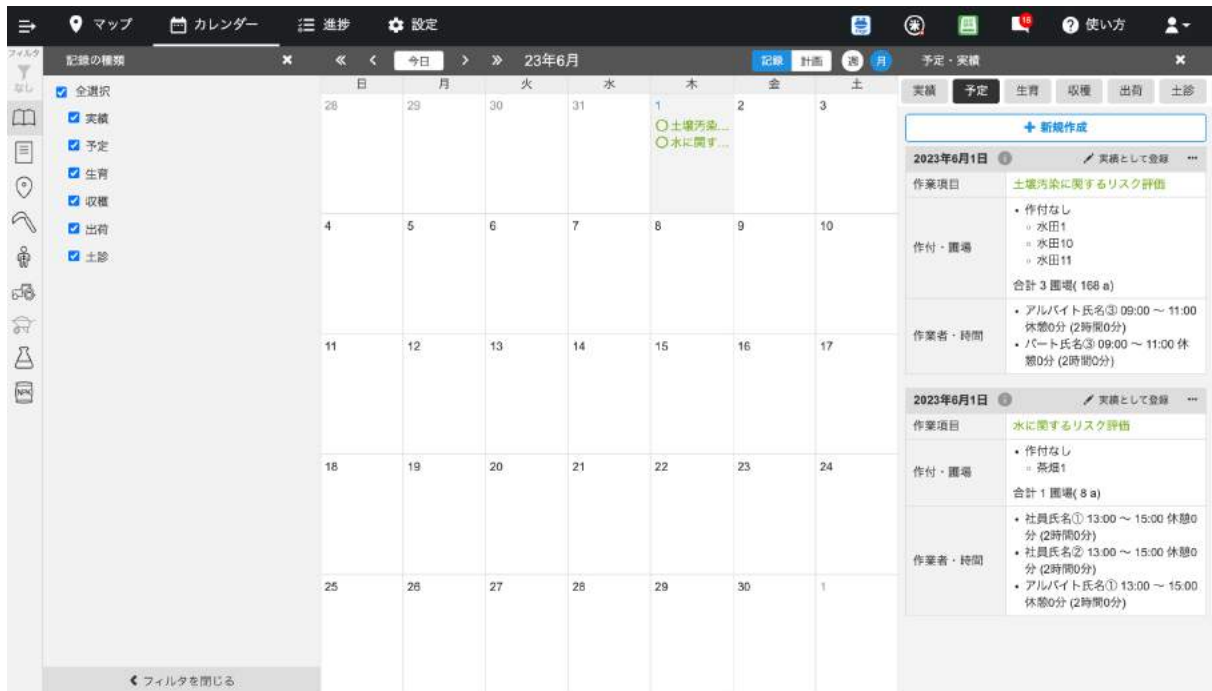 マップ
カレンダー
進捗
設定
米
18
使い方
フィルタ
なし
記録の種類
全選択
実績
予定
生育
収穫
出荷
土診
フィルタを閉じる
今日
23年6月
記録 計画 週 月
日 月 火 水 木 金 土
28 29 30 31 1 2 3
土壌汚染...
水に関す...
4 5 6 7 8 9 10
11 12 13 14 15 16 17
18 19 20 21 22 23 24
25 26 27 28 29 30 1
予定・実績
実績 予定 生育 収穫 出荷 土診
新規作成
2023年6月1日 実績として登録 ...
作業項目 土壌汚染に関するリスク評価
作付・圃場
・作付なし
水田1
水田10
水田11
合計 3 圃場( 168 a)
作業者・時間
・アルバイト氏名③ 09:00 〜 11:00
休憩0分 (2時間0分)
・パート氏名③ 09:00 〜 11:00 休
憩0分 (2時間0分)
2023年6月1日 実績として登録 ...
作業項目 水に関するリスク評価
作付・圃場
・作付なし
茶畑1
合計 1 圃場( 8 a)
作業者・時間
・社員氏名① 13:00 〜 15:00 休憩0
分 (2時間0分)
・社員氏名② 13:00 〜 15:00 休憩0
分 (2時間0分)
・アルバイト氏名① 13:00 〜 15:00
休憩0分 (2時間0分)